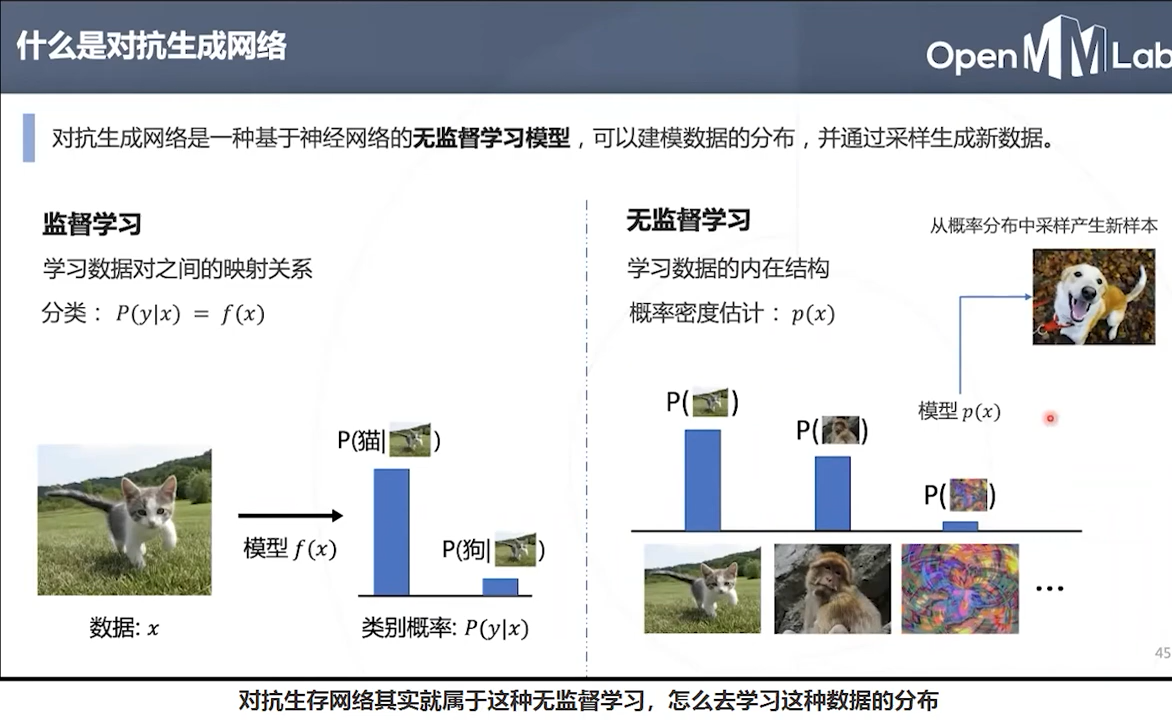 什么是对抗生成网络
OpenMMLab
对抗生成网络是一种基于神经网络的无监督学习模型，可以建模数据的分布，并通过采样生成新数据。
监督学习
学习数据对之间的映射关系
分类： P(y|x) = f(x)
P(猫| )
模型 f(x)
P(狗| )
数据: x
类别概率: P(y|x)
无监督学习
从概率分布中采样产生新样本
学习数据的内在结构
概率密度估计： p(x)
P( )
模型 p(x)
P( )
P( )
...
45
对抗生存网络其实就属于这种无监督学习，怎么去学习这种数据的分布